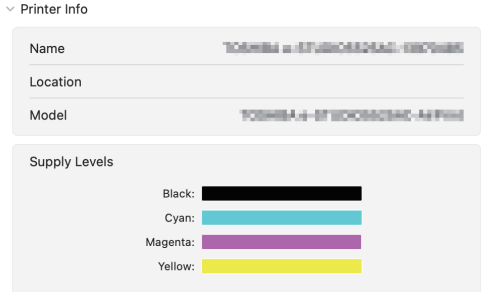 Printer Info
Name
Location
Model
Supply Levels
Black:
Cyan:
Magenta:
Yellow: